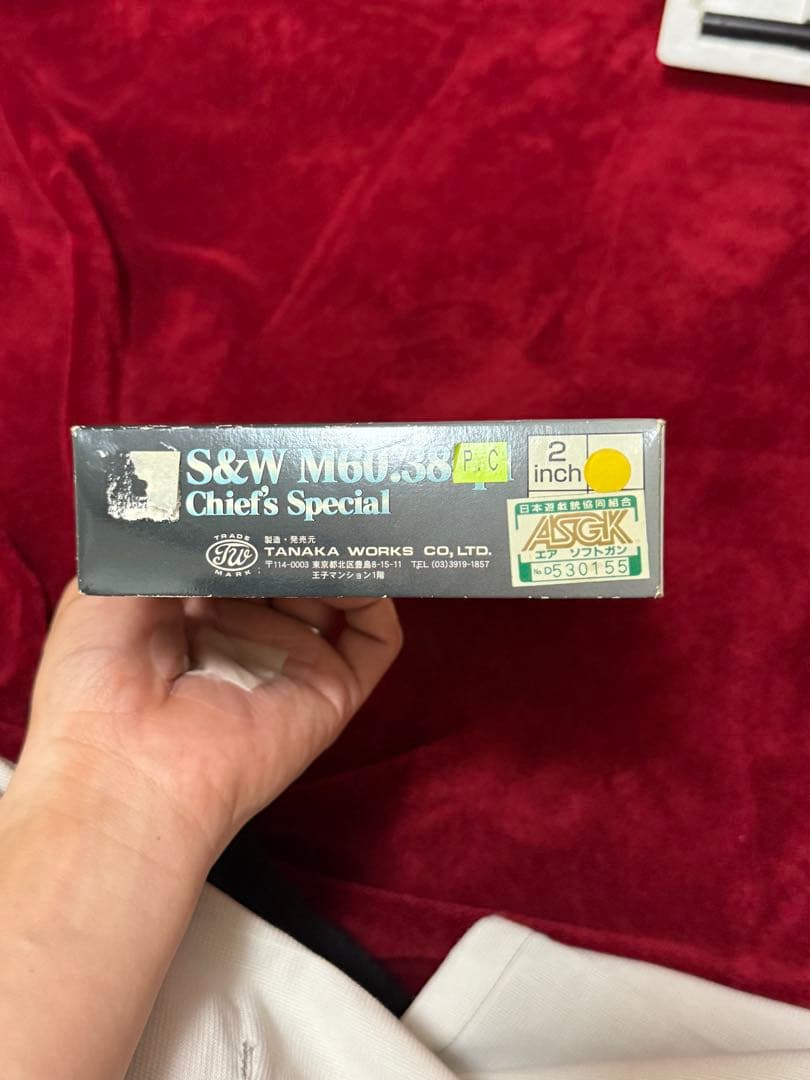 S&W M60.38
P.C
Chief's Special
2
inch
TRADE
TW
MARK
製造・発売元
TANAKA WORKS CO, LTD.
〒114-0003 東京都北区豊島8-15-11 TEL (03)3919-1857
王子マンション1階
日本遊戯銃協同組合
ASGK
エア ソフトガン
No.D530155